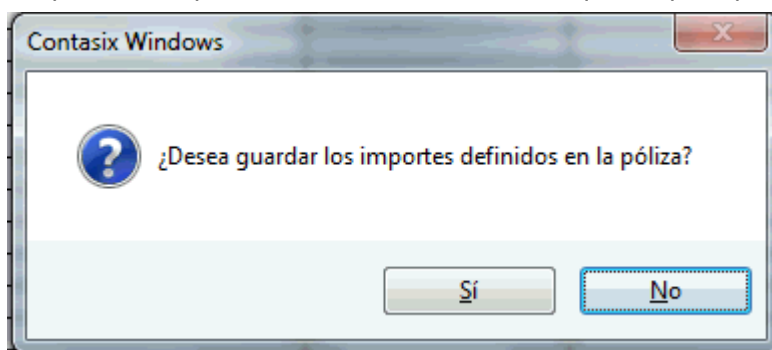 Contasix Windows
¿Desea guardar los importes definidos en la póliza?
Sí
No